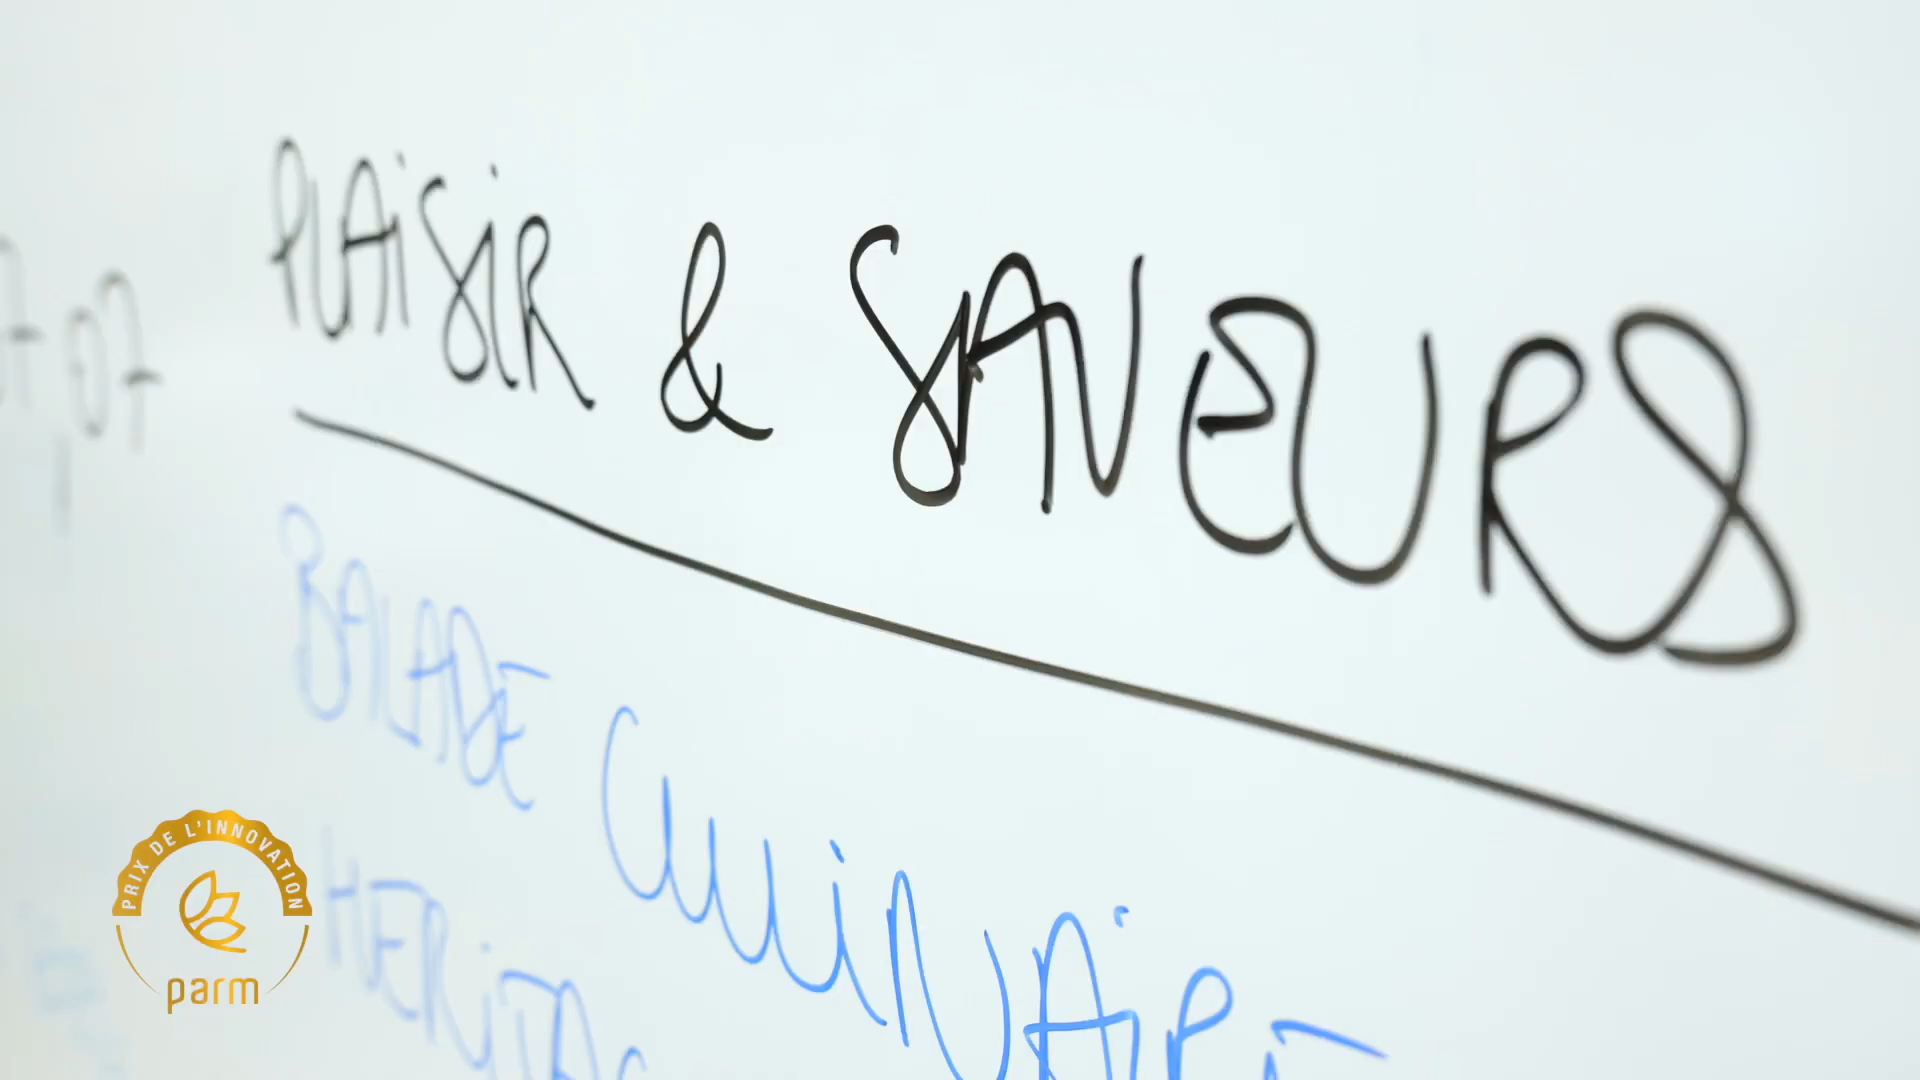 PLAISIR & SAVEURS
BALADE CULINAIRE
PRIX DE L'INNOVATION
parm